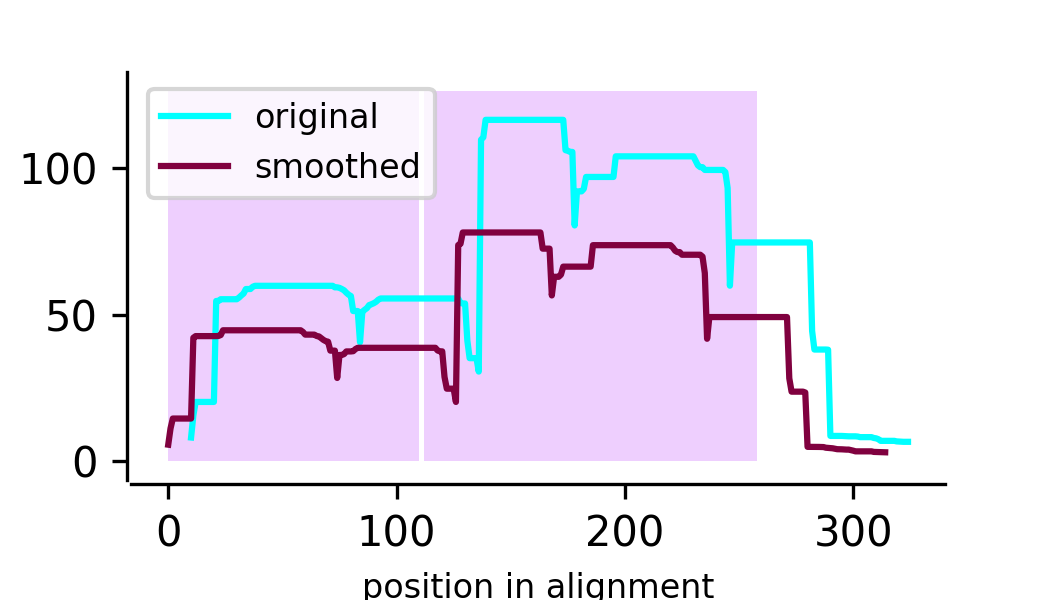 original
smoothed
100
50
0
0 100 200 300
position in alignment